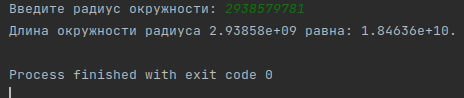 Введите радиус окружности: 2938579781
Длина окружности радиуса 2.93858e+09 равна: 1.84636e+10.
Process finished with exit code 0